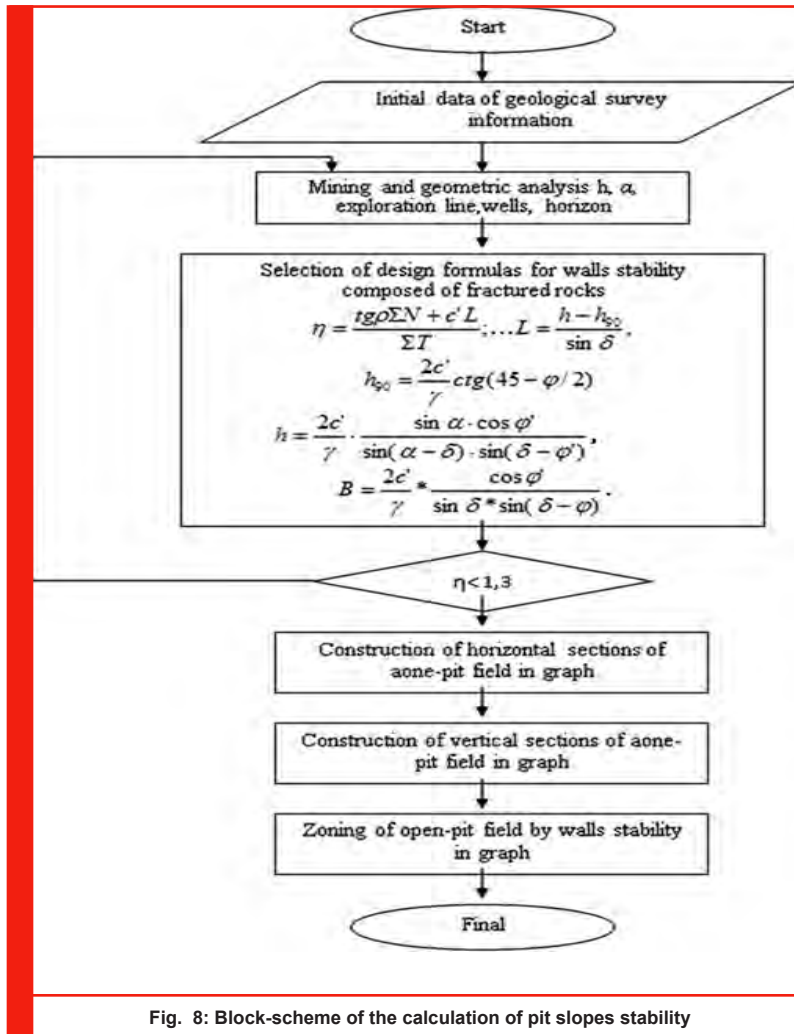 Start
Initial data of geological survey
information
Mining and geometric analysis h, α,
exploration line,wells, horizon
Selection of design formulas for walls stability
composed of fractured rocks
η = (tgρΣN + c' L) / ΣT ;...L = (h − h₉₀) / sin δ ,
h₉₀ = 2c' / γ ctg(45 − φ/2)
h = 2c' / γ · sin α · cos φ' / sin(α − δ) · sin(δ − φ') ,
B = 2c' / γ * cos φ' / sin δ * sin( δ − φ) .
η<1,3
Construction of horizontal sections of
aone-pit field in graph
Construction of vertical sections of aone-
pit field in graph
Zoning of open-pit field by walls stability
in graph
Final
Fig. 8: Block-scheme of the calculation of pit slopes stability